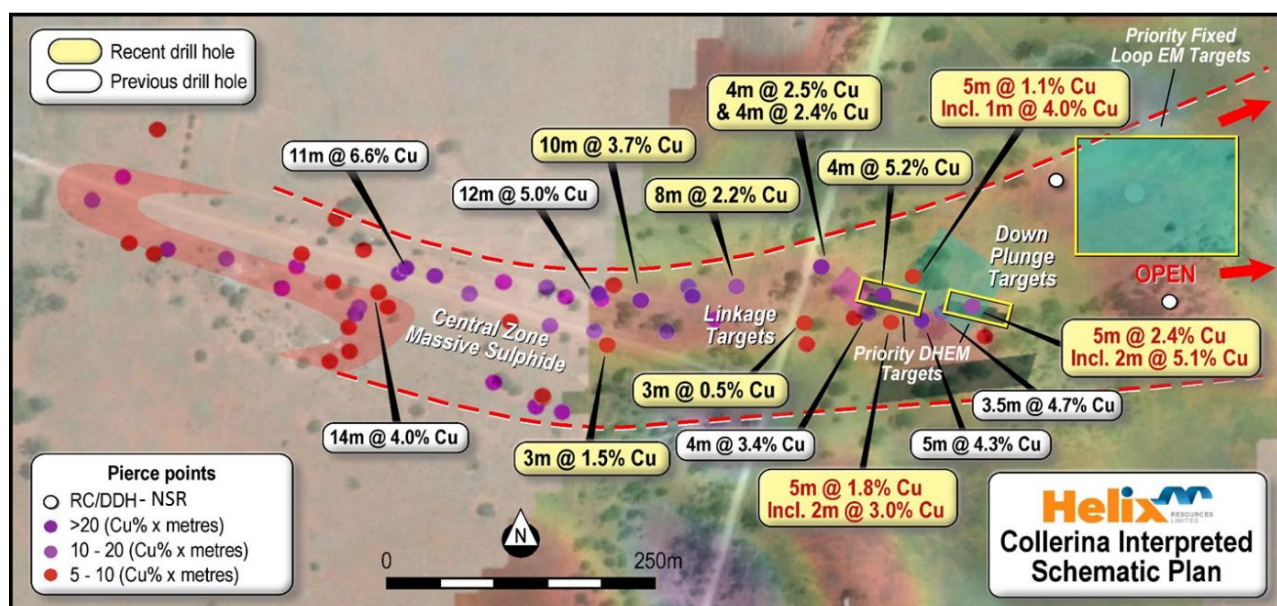 Recent drill hole
Previous drill hole
Priority Fixed
Loop EM Targets
4m @ 2.5% Cu
& 4m @ 2.4% Cu
5m @ 1.1% Cu
Incl. 1m @ 4.0% Cu
11m @ 6.6% Cu
10m @ 3.7% Cu
12m @ 5.0% Cu
8m @ 2.2% Cu
4m @ 5.2% Cu
Down
Plunge
Targets
OPEN
Central Zone
Massive Sulphide
Linkage
Targets
Priority DHEM
Targets
5m @ 2.4% Cu
Incl. 2m @ 5.1% Cu
3m @ 0.5% Cu
3.5m @ 4.7% Cu
14m @ 4.0% Cu
3m @ 1.5% Cu
4m @ 3.4% Cu
5m @ 4.3% Cu
5m @ 1.8% Cu
Incl. 2m @ 3.0% Cu
Pierce points
RC/DDH - NSR
>20 (Cu% x metres)
10 - 20 (Cu% x metres)
5 - 10 (Cu% x metres)
N
0 250m
Helix
RESOURCES
LIMITED
Collerina Interpreted
Schematic Plan